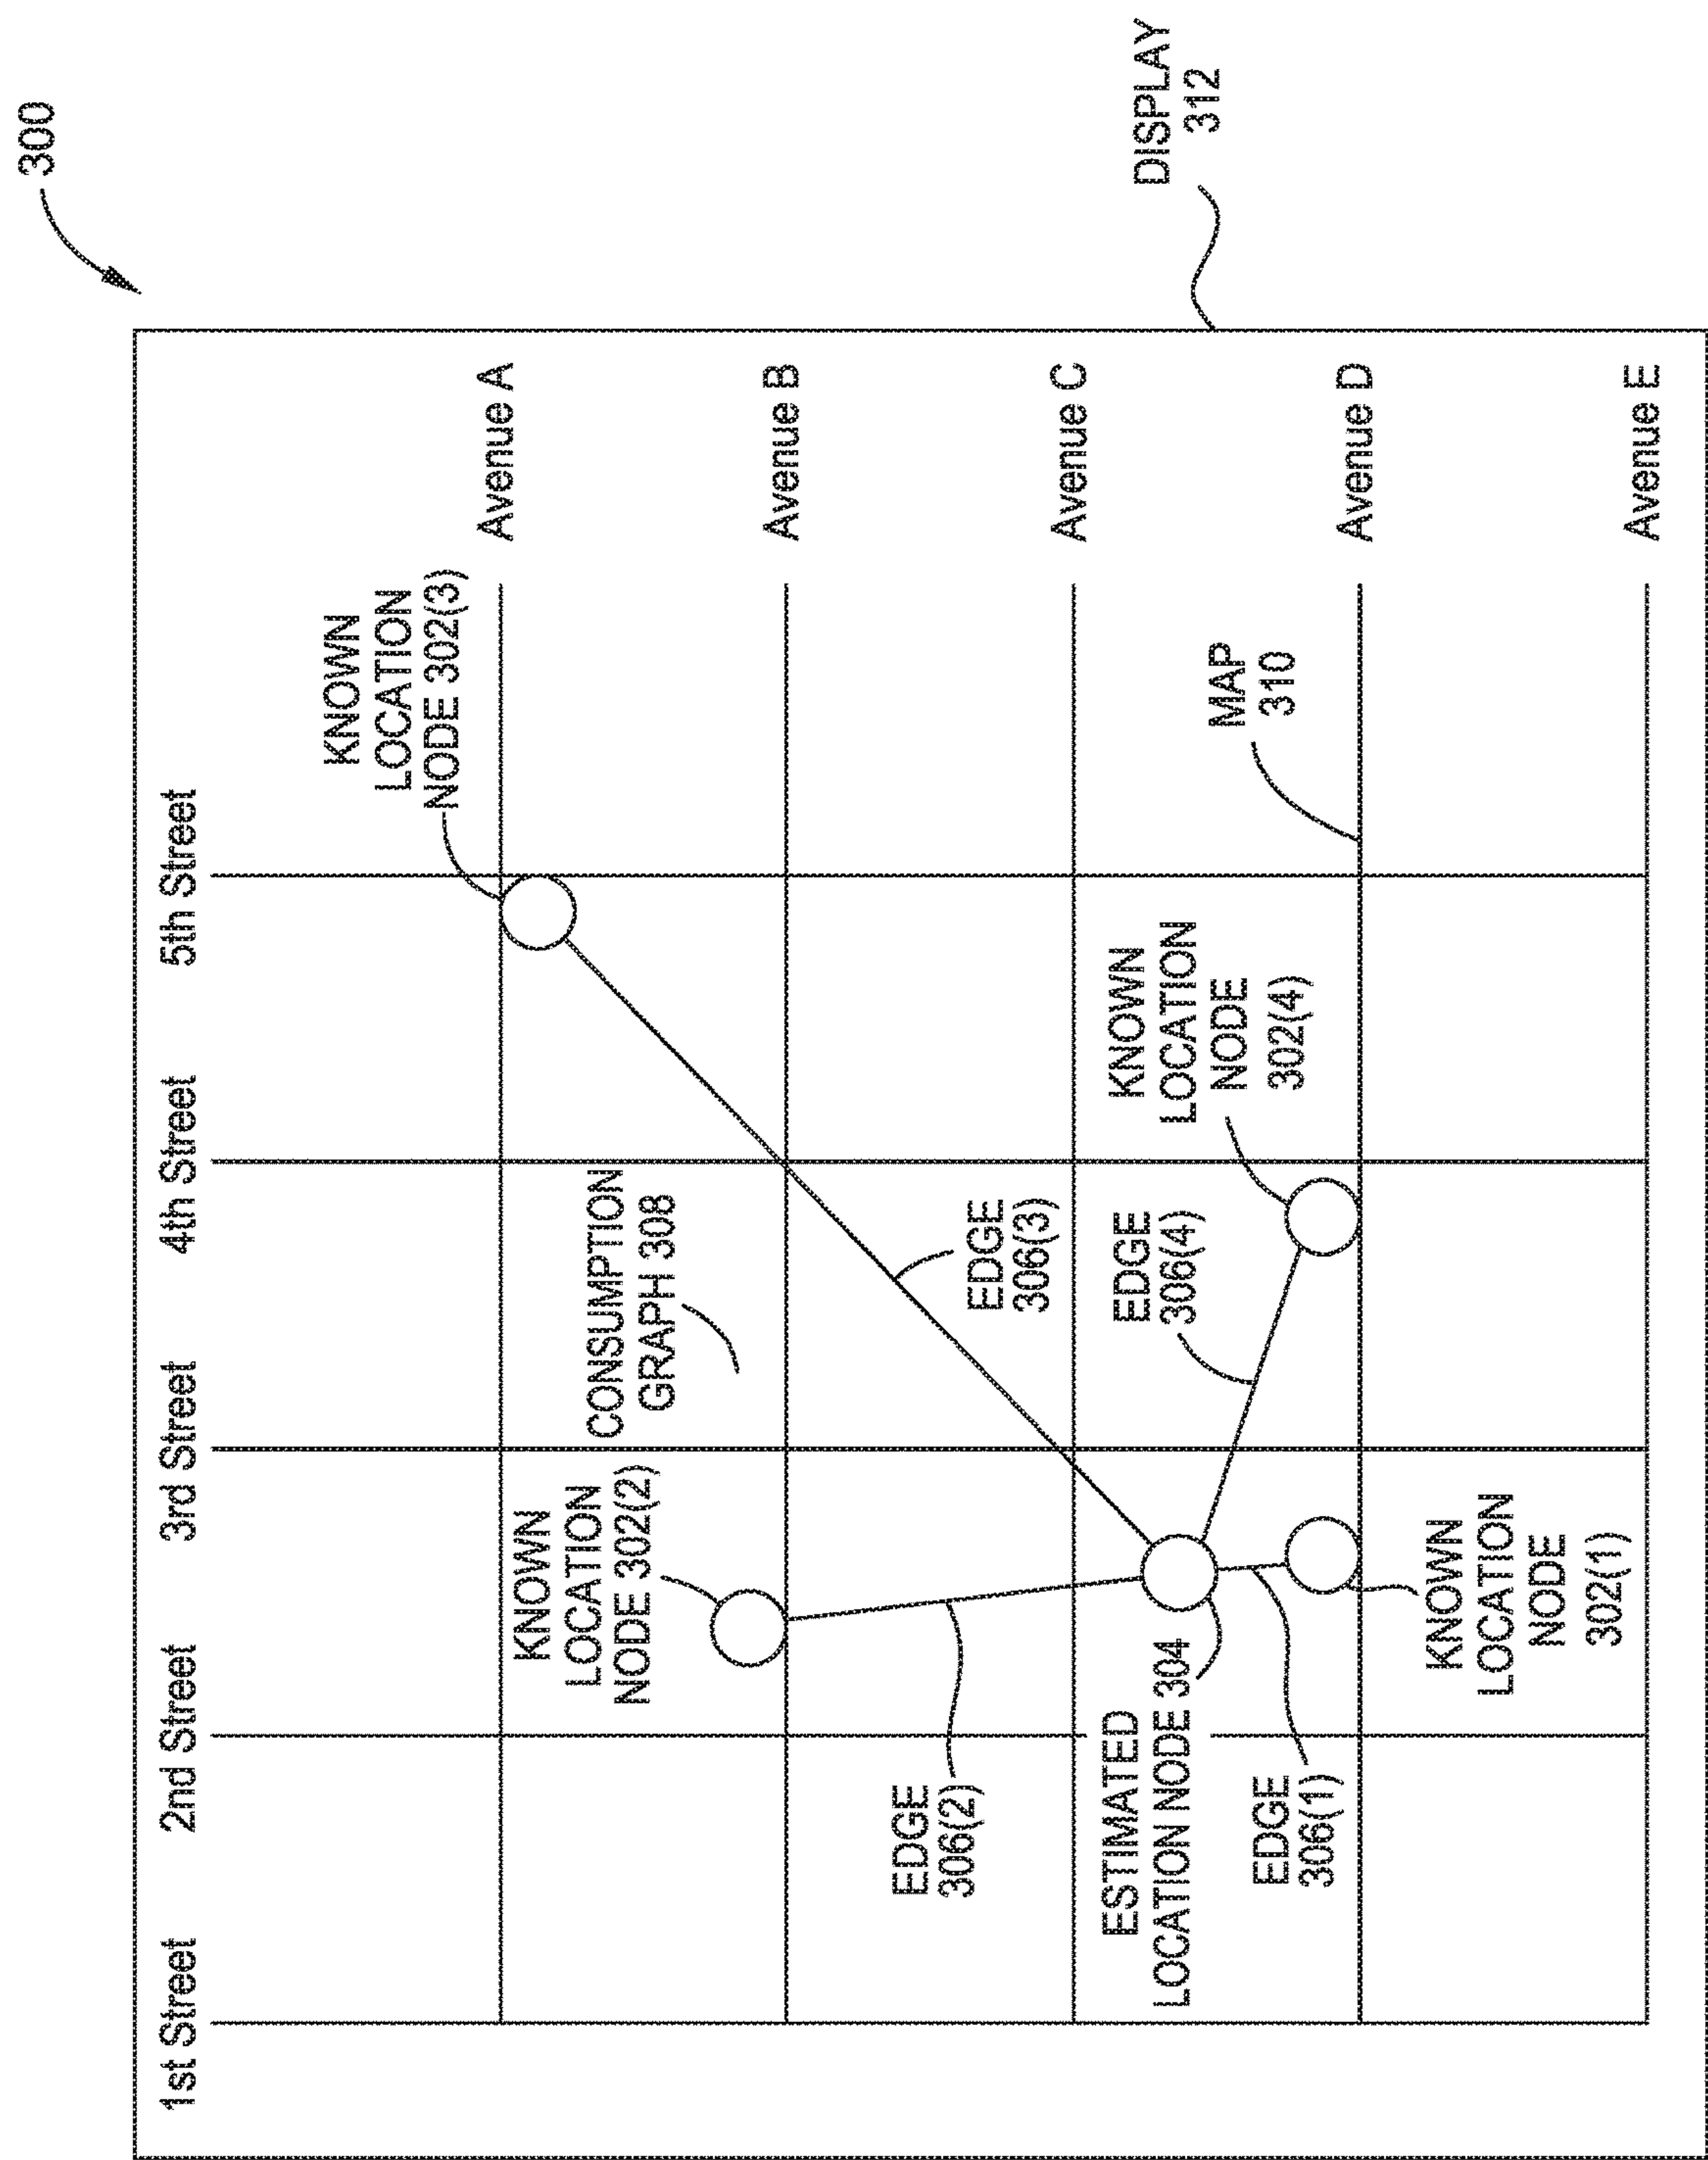 300
1st Street
2nd Street
3rd Street
4th Street
5th Street
KNOWN
LOCATION
NODE 302(3)
Avenue A
KNOWN
LOCATION
NODE 302(2)
CONSUMPTION
GRAPH 308
Avenue B
EDGE
306(2)
EDGE
306(3)
Avenue C
ESTIMATED
LOCATION NODE 304
EDGE
306(4)
KNOWN
LOCATION
NODE
302(4)
MAP
310
DISPLAY
312
EDGE
306(1)
Avenue D
KNOWN
LOCATION
NODE
302(1)
Avenue E